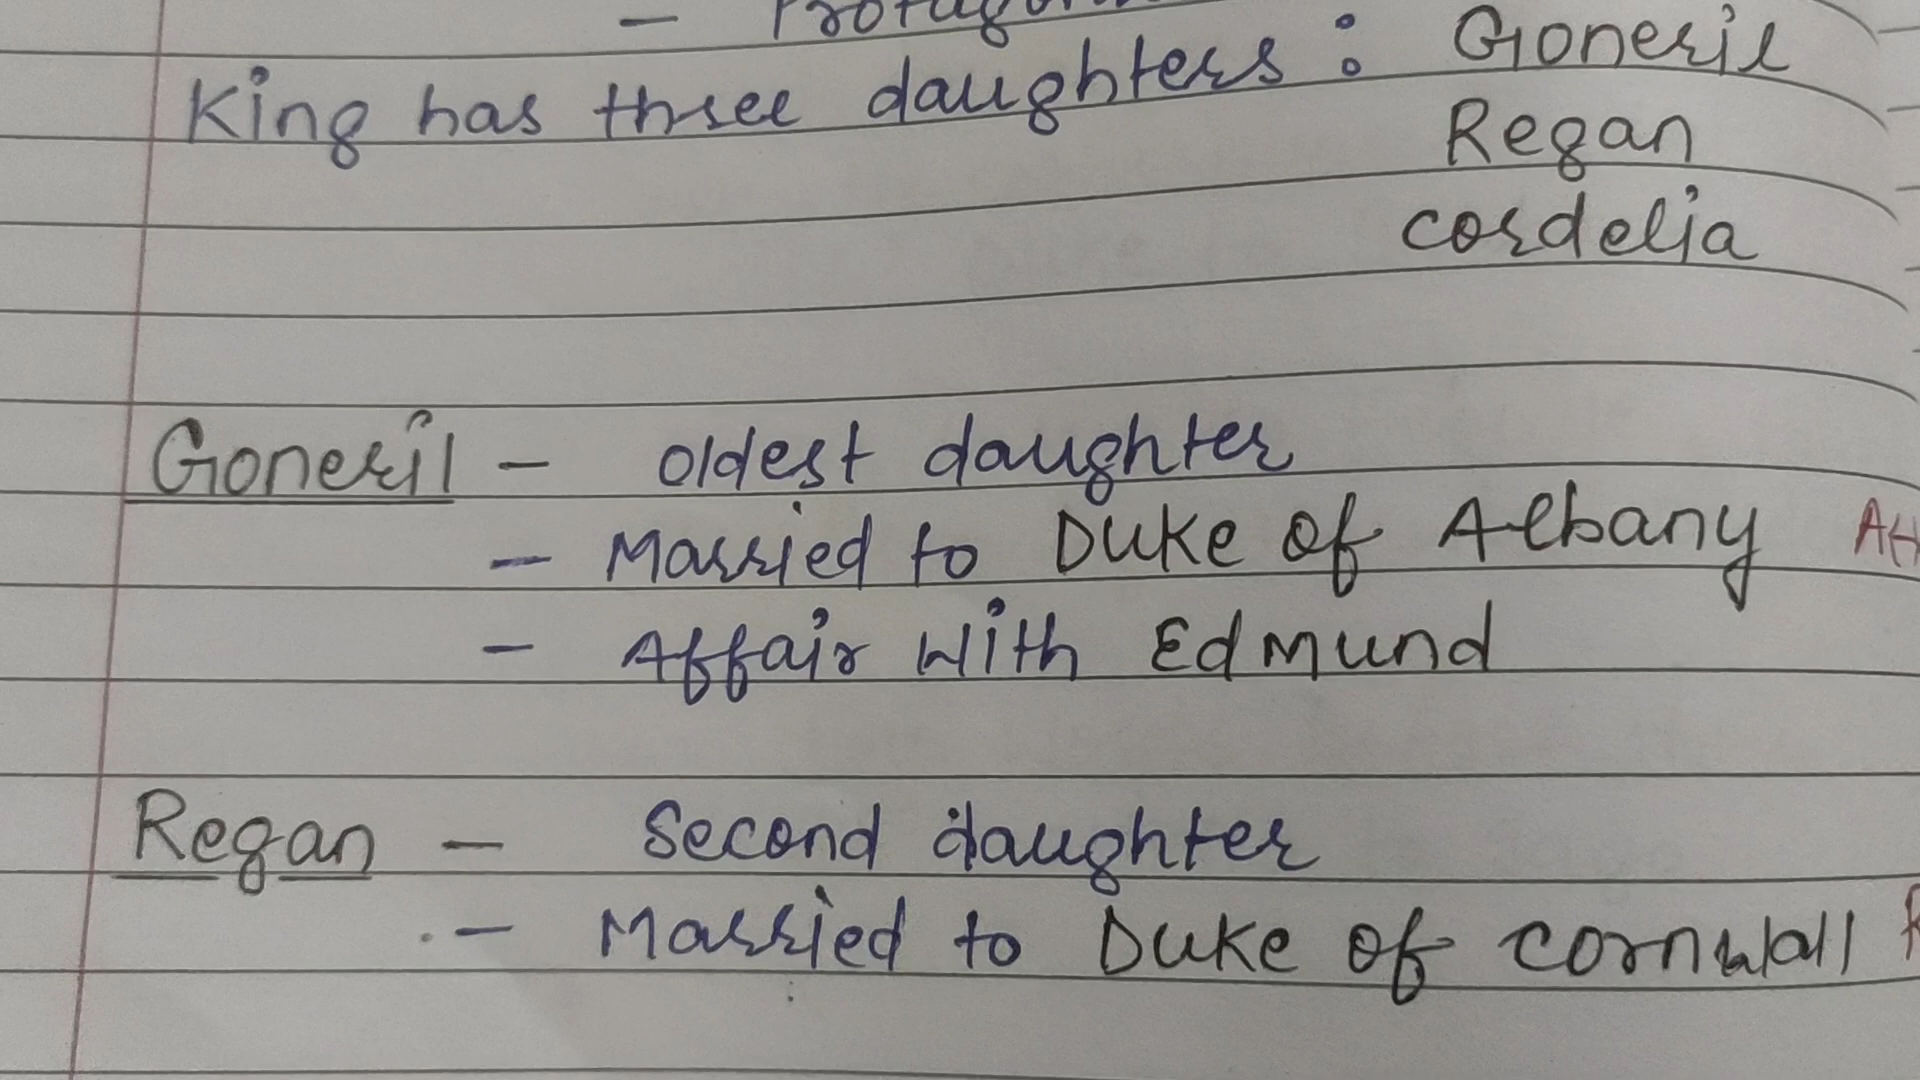 King has three daughters : Goneril
Regan
Cordelia
Goneril - Oldest daughter
- Married to Duke of Albany
- Affair with Edmund
Regan - Second daughter
- Married to Duke of Cornwall